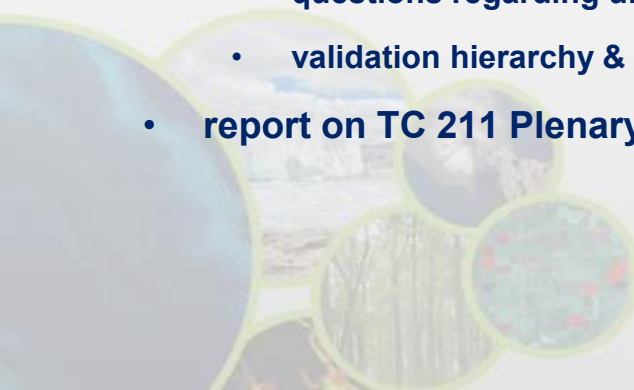 questions regarding
• validation hierarchy &
• report on TC 211 Plenary